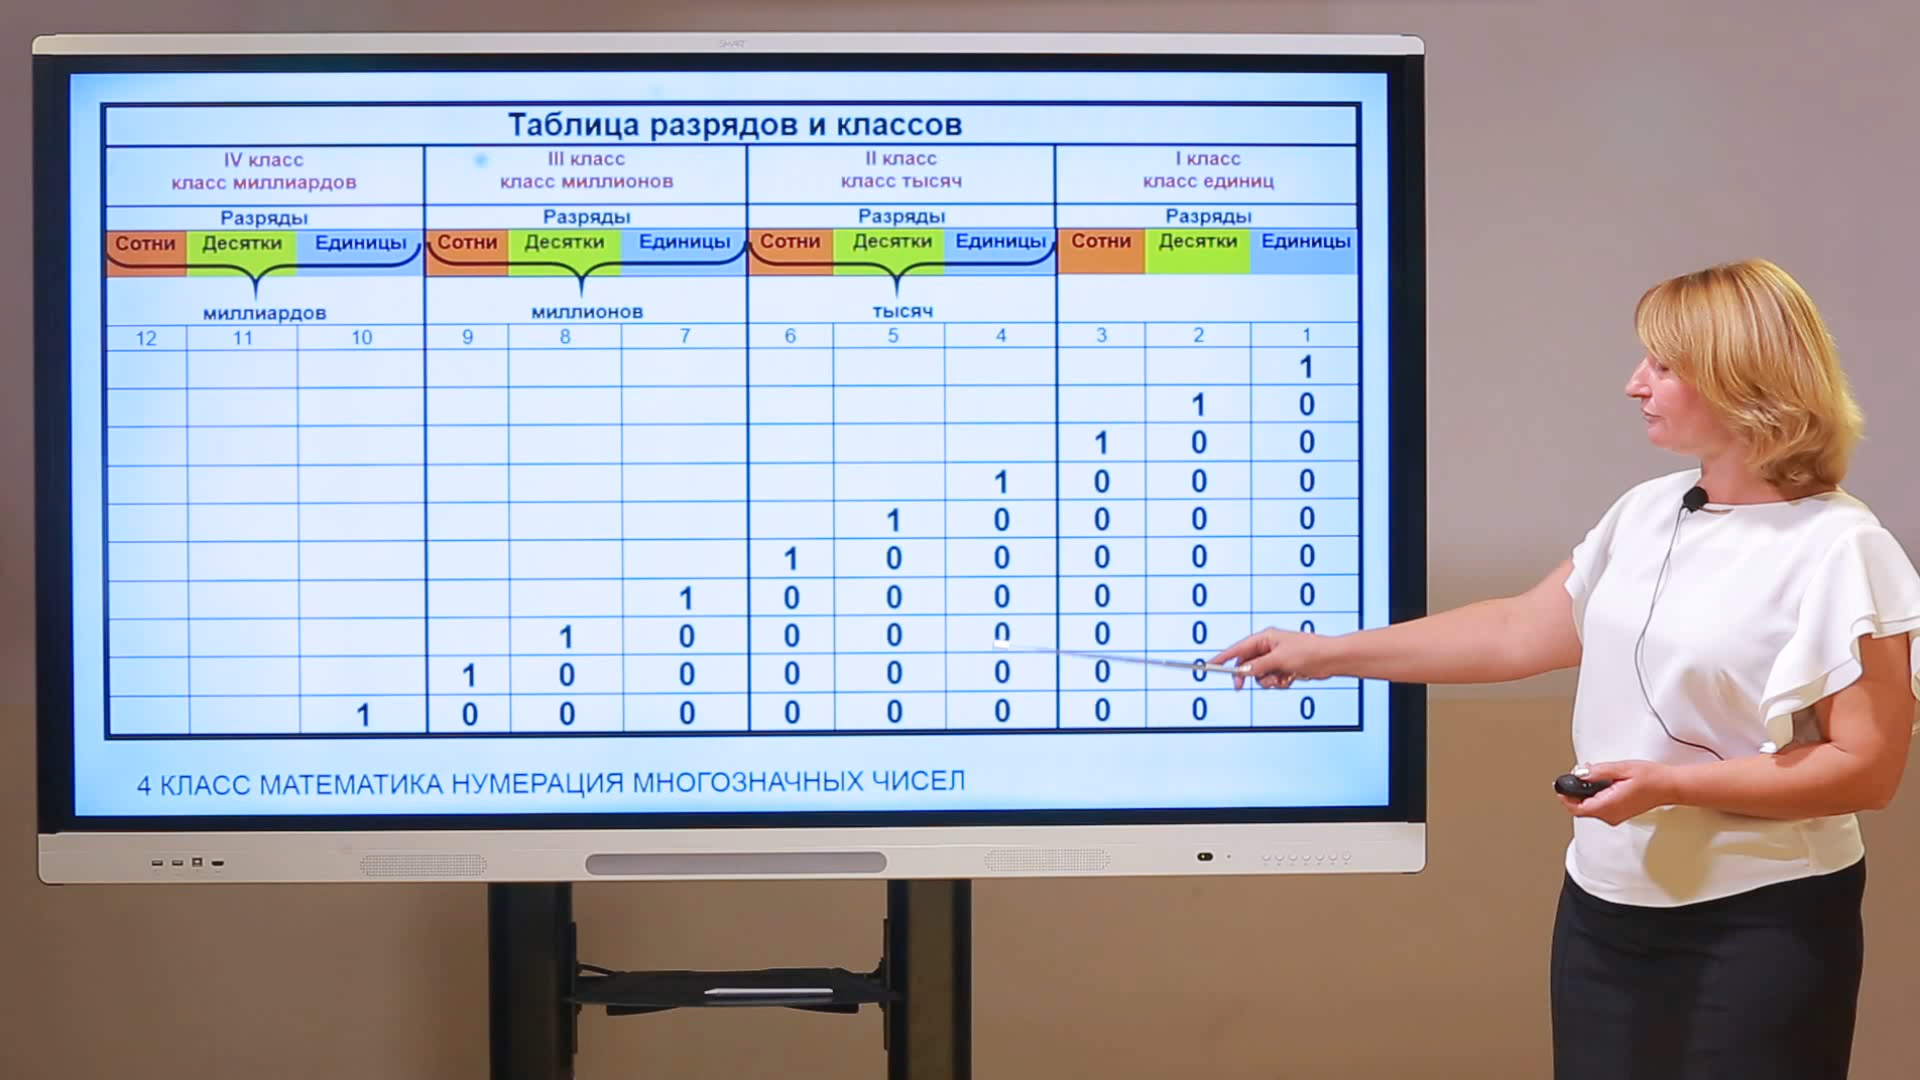 SMART
Таблица разрядов и классов
IV класс III класс II класс I класс
класс миллиардов класс миллионов класс тысяч класс единиц
Разряды Разряды Разряды Разряды
Сотни Десятки Единицы Сотни Десятки Единицы Сотни Десятки Единицы Сотни Десятки Единицы
миллиардов миллионов тысяч
12 11 10 9 8 7 6 5 4 3 2 1
1
1 0
1 0 0
1 0 0 0
1 0 0 0 0
1 0 0 0 0 0
1 0 0 0 0 0 0
1 0 0 0 0 0 0 0
1 0 0 0 0 0 0 0
1 0 0 0 0 0 0 0 0 0
4 КЛАСС МАТЕМАТИКА НУМЕРАЦИЯ МНОГОЗНАЧНЫХ ЧИСЕЛ